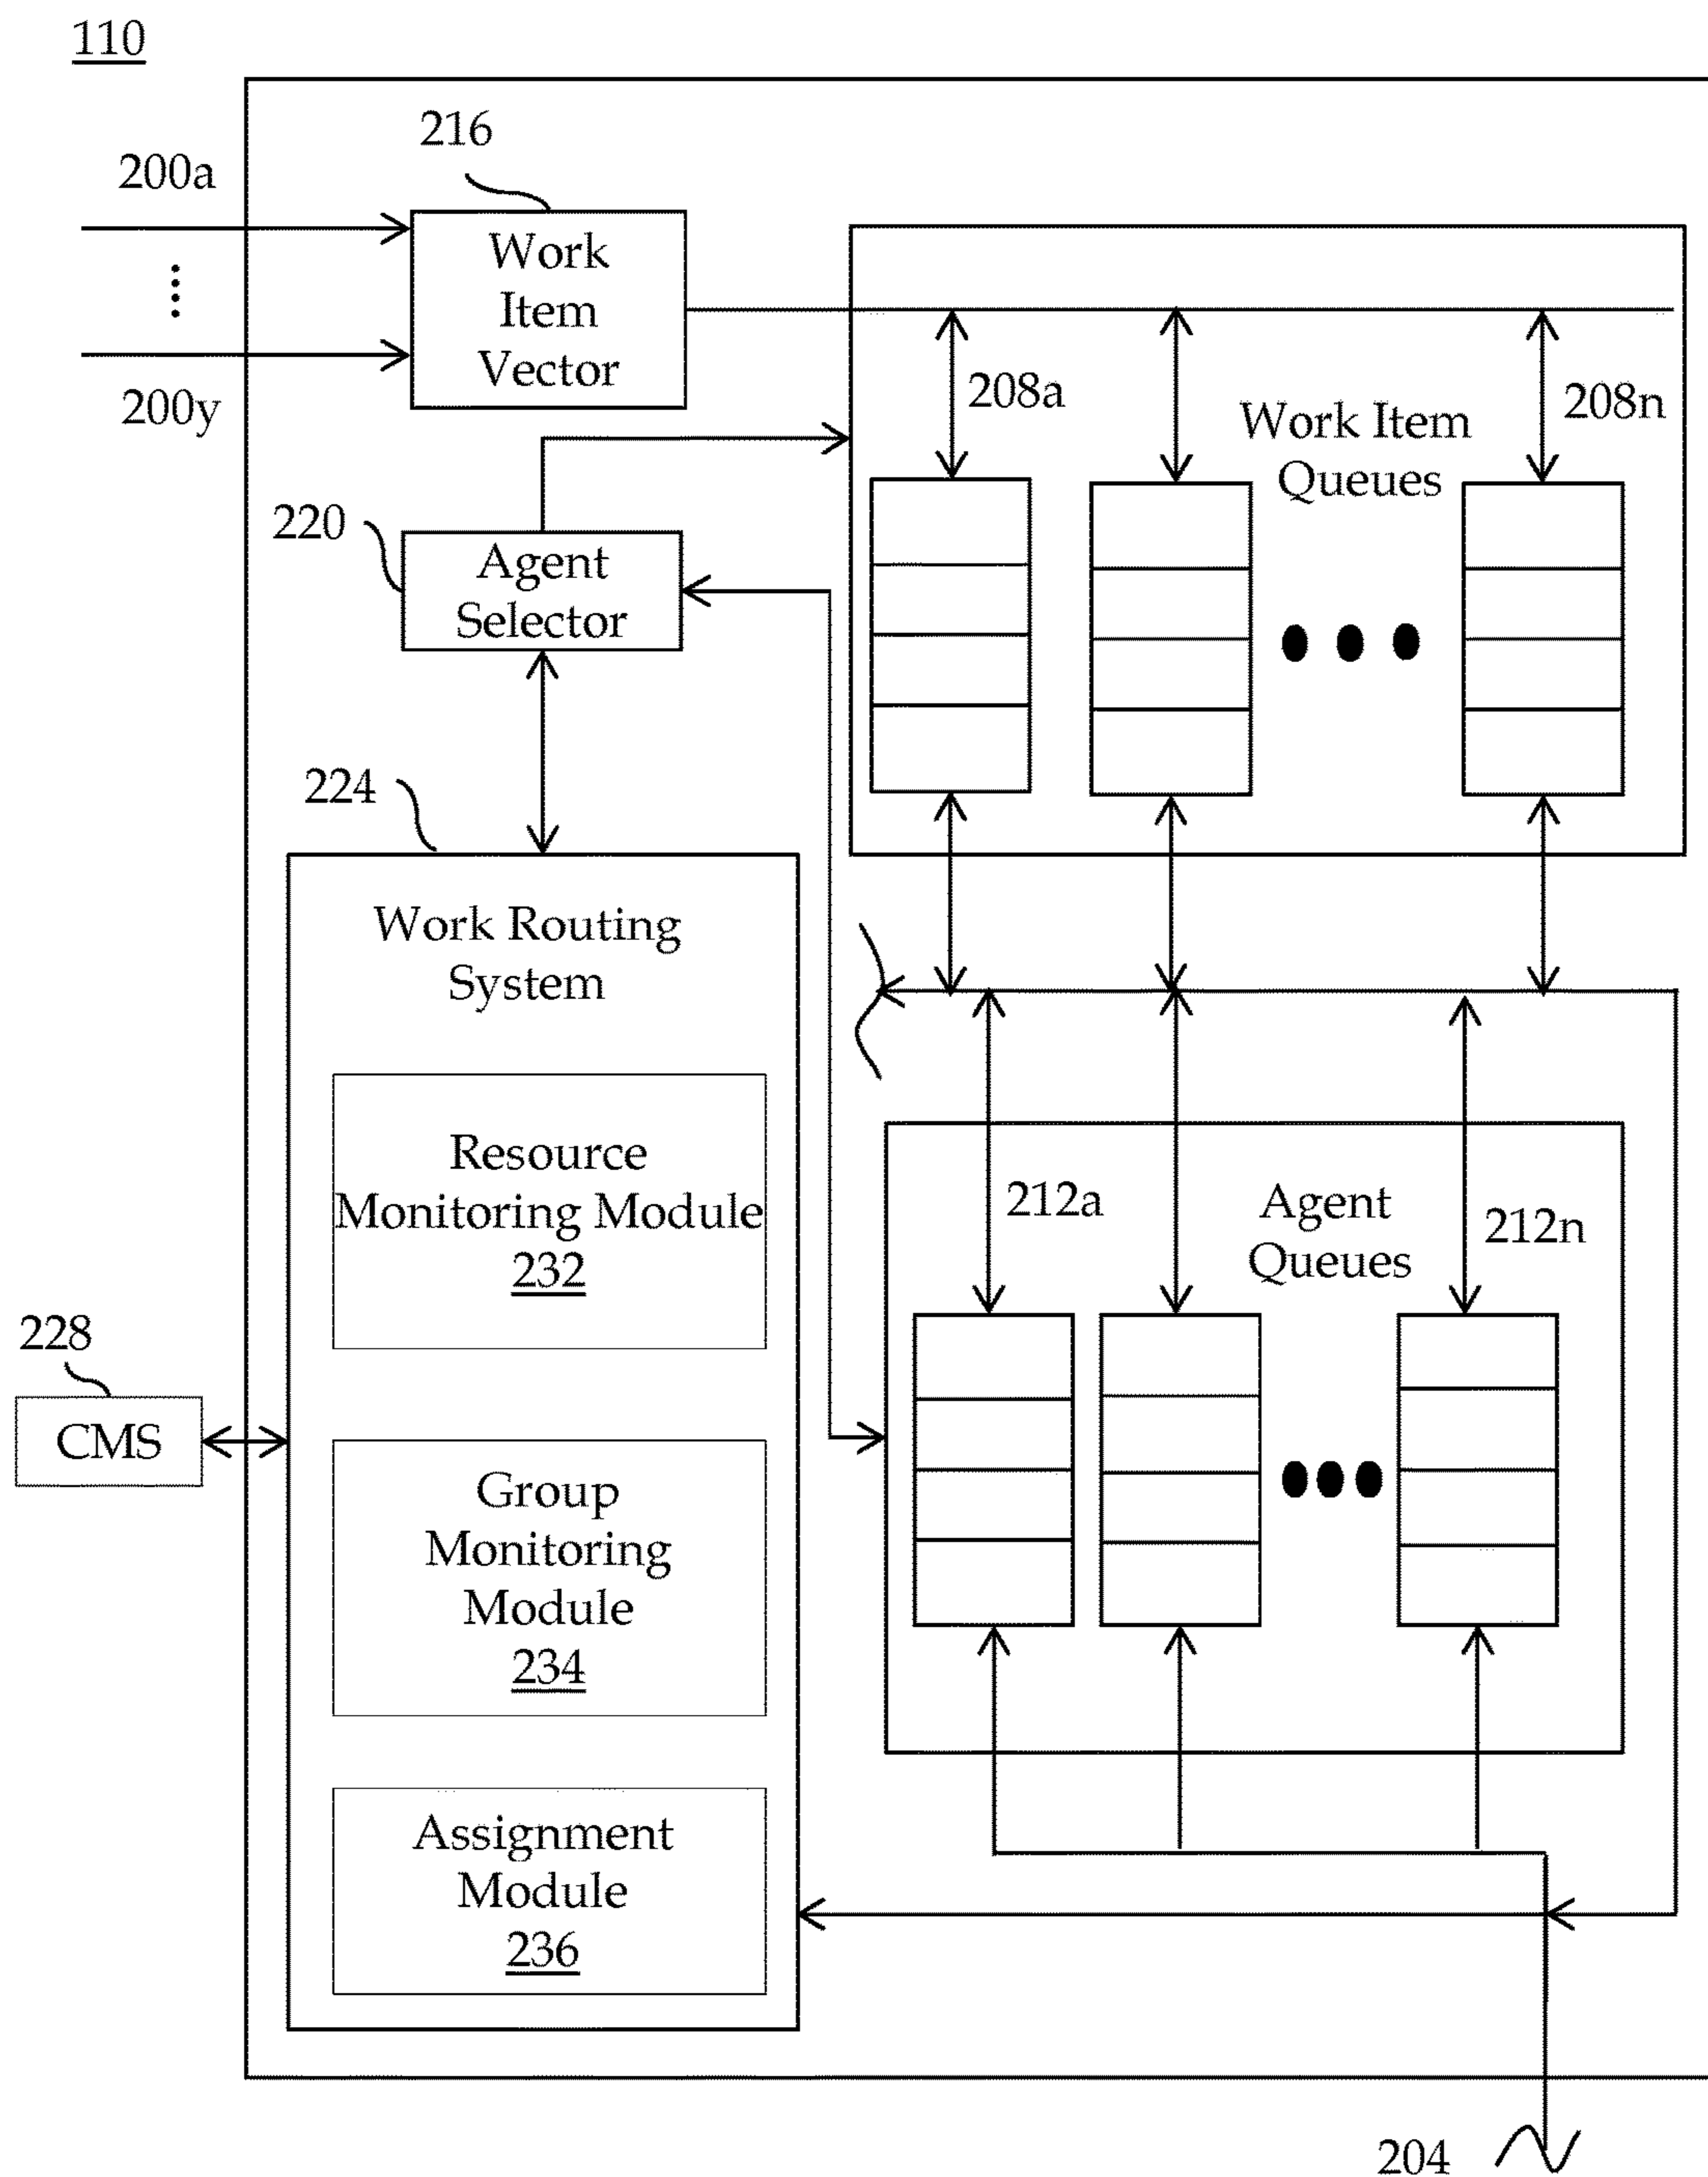 110
216
200a
Work
Item
Vector
200y
208a
Work Item
Queues
208n
220
Agent
Selector
224
Work Routing
System
Resource
Monitoring Module
232
212a
Agent
Queues
212n
228
CMS
Group
Monitoring
Module
234
Assignment
Module
236
204